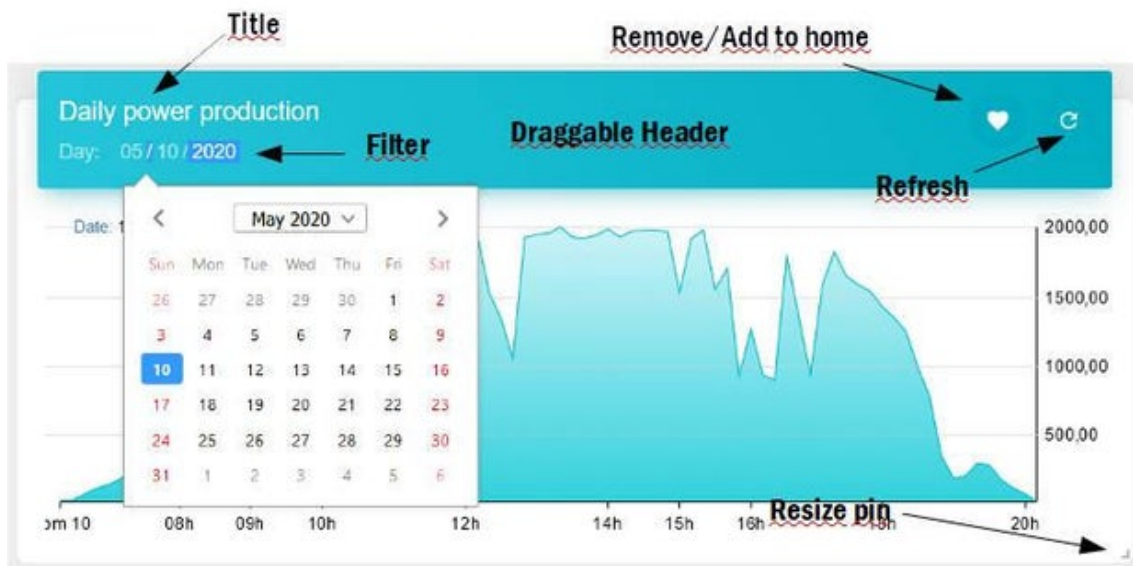 Title
Remove/Add to home
Daily power production
Day: 05/10/2020
Filter
Draggable Header
Refresh
Date: 1
May 2020
Sun Mon Tue Wed Thu Fri Sat
26 27 28 29 30 1 2
3 4 5 6 7 8 9
10 11 12 13 14 15 16
17 18 19 20 21 22 23
24 25 26 27 28 29 30
31 1 2 3 4 5 6
2000,00
1500,00
1000,00
500,00
om 10 08h 09h 10h 12h 14h 15h 16h 20h
Resize pin